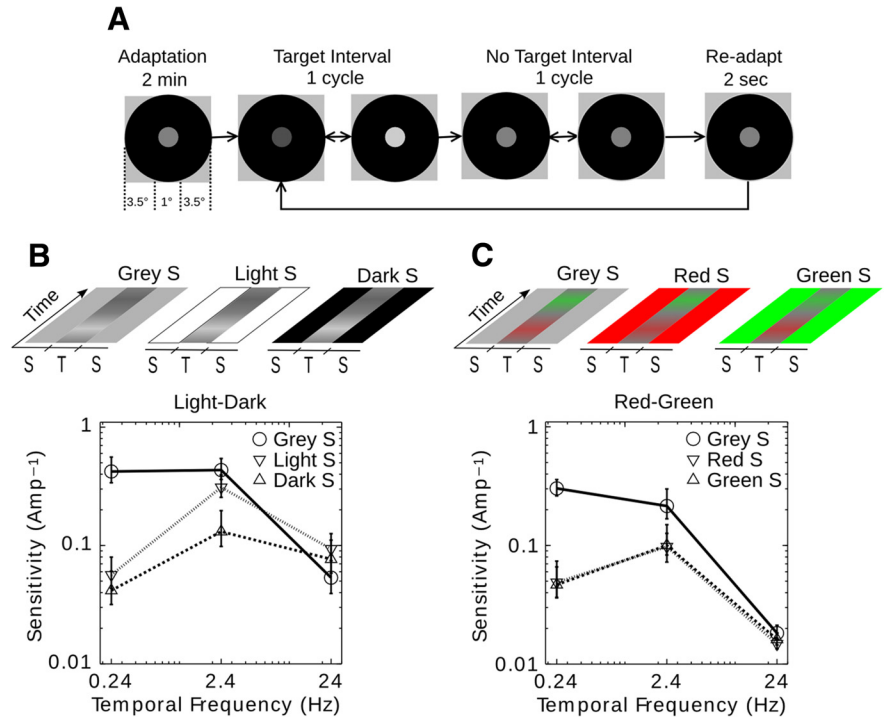 A
Adaptation Target Interval No Target Interval Re-adapt
2 min 1 cycle 1 cycle 2 sec
3.5° 1° 3.5°
B
Grey S Light S Dark S
Time
S T S S T S S T S
Light-Dark
1
0.1
0.01
Sensitivity (Amp⁻¹)
Grey S
Light S
Dark S
0.24 2.4 24
Temporal Frequency (Hz)
C
Grey S Red S Green S
Time
S T S S T S S T S
Red-Green
1
0.1
0.01
Sensitivity (Amp⁻¹)
Grey S
Red S
Green S
0.24 2.4 24
Temporal Frequency (Hz)